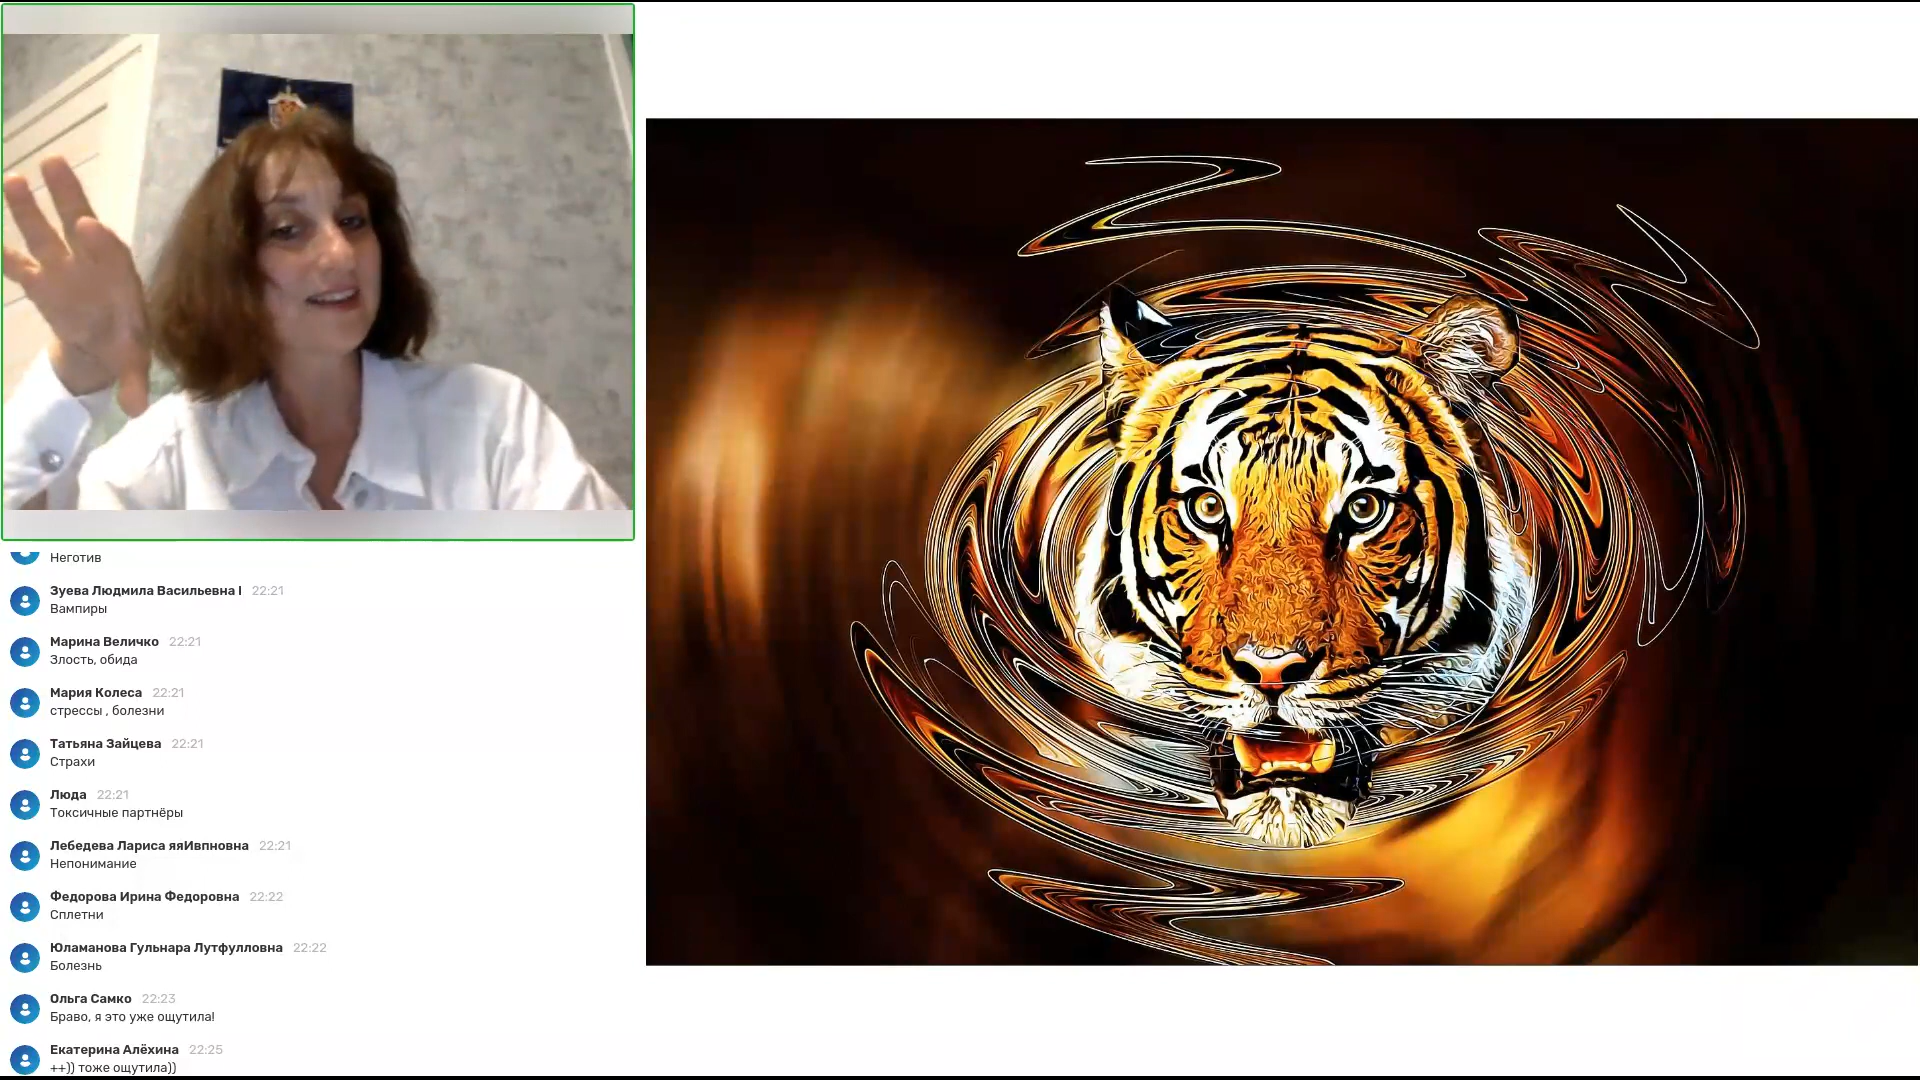 Неготив
Зуева Людмила Васильевна I 22:21
Вампиры
Марина Величко 22:21
Злость, обида
Мария Колеса 22:21
стрессы , болезни
Татьяна Зайцева 22:21
Страхи
Люда 22:21
Токсичные партнёры
Лебедева Лариса яяИвпновна 22:21
Непонимание
Федорова Ирина Федоровна 22:22
Сплетни
Юламанова Гульнара Лутфулловна 22:22
Болезнь
Ольга Самко 22:23
Браво, я это уже ощутила!
Екатерина Алёхина 22:25
++)) тоже ощутила))